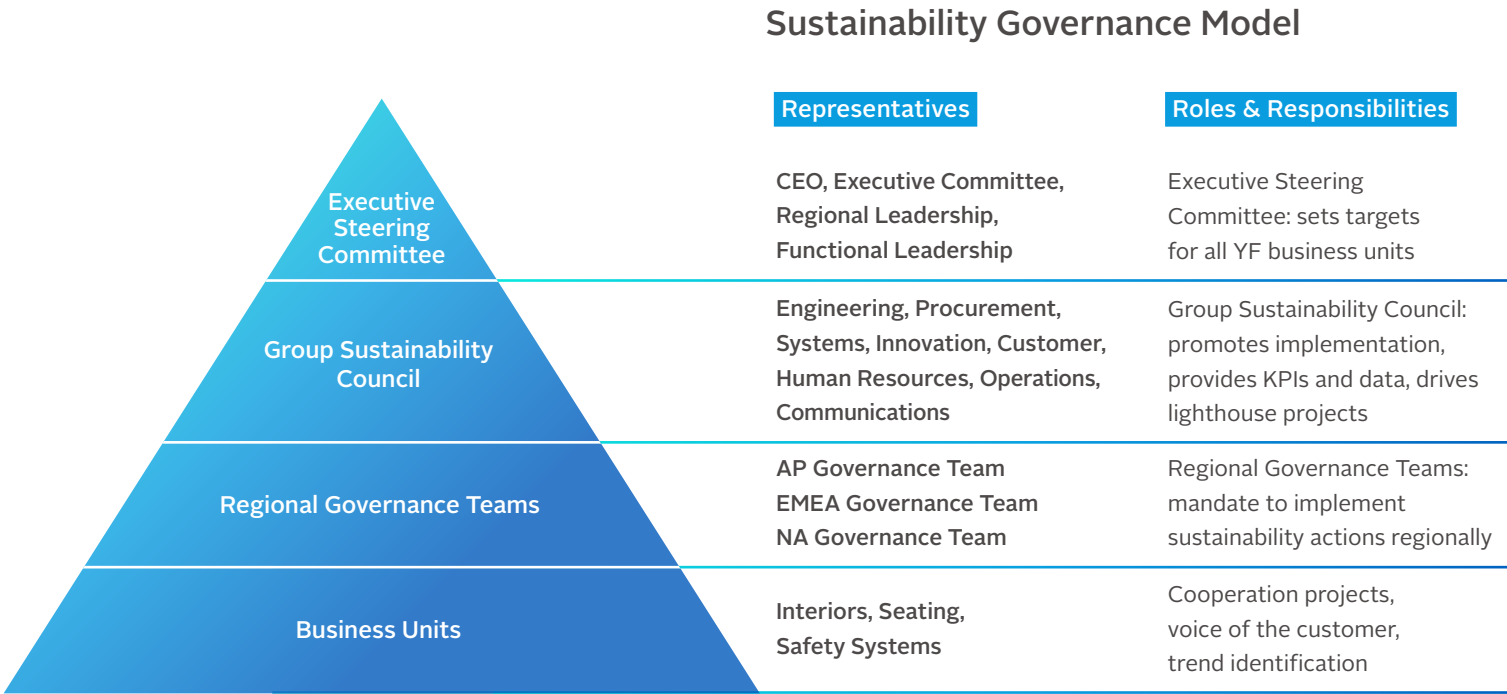 Sustainability Governance Model
Representatives
Roles & Responsibilities
Executive
Steering
Committee
CEO, Executive Committee,
Regional Leadership,
Functional Leadership
Executive Steering
Committee: sets targets
for all YF business units
Group Sustainability
Council
Engineering, Procurement,
Systems, Innovation, Customer,
Human Resources, Operations,
Communications
Group Sustainability Council:
promotes implementation,
provides KPIs and data, drives
lighthouse projects
Regional Governance Teams
AP Governance Team
EMEA Governance Team
NA Governance Team
Regional Governance Teams:
mandate to implement
sustainability actions regionally
Business Units
Interiors, Seating,
Safety Systems
Cooperation projects,
voice of the customer,
trend identification